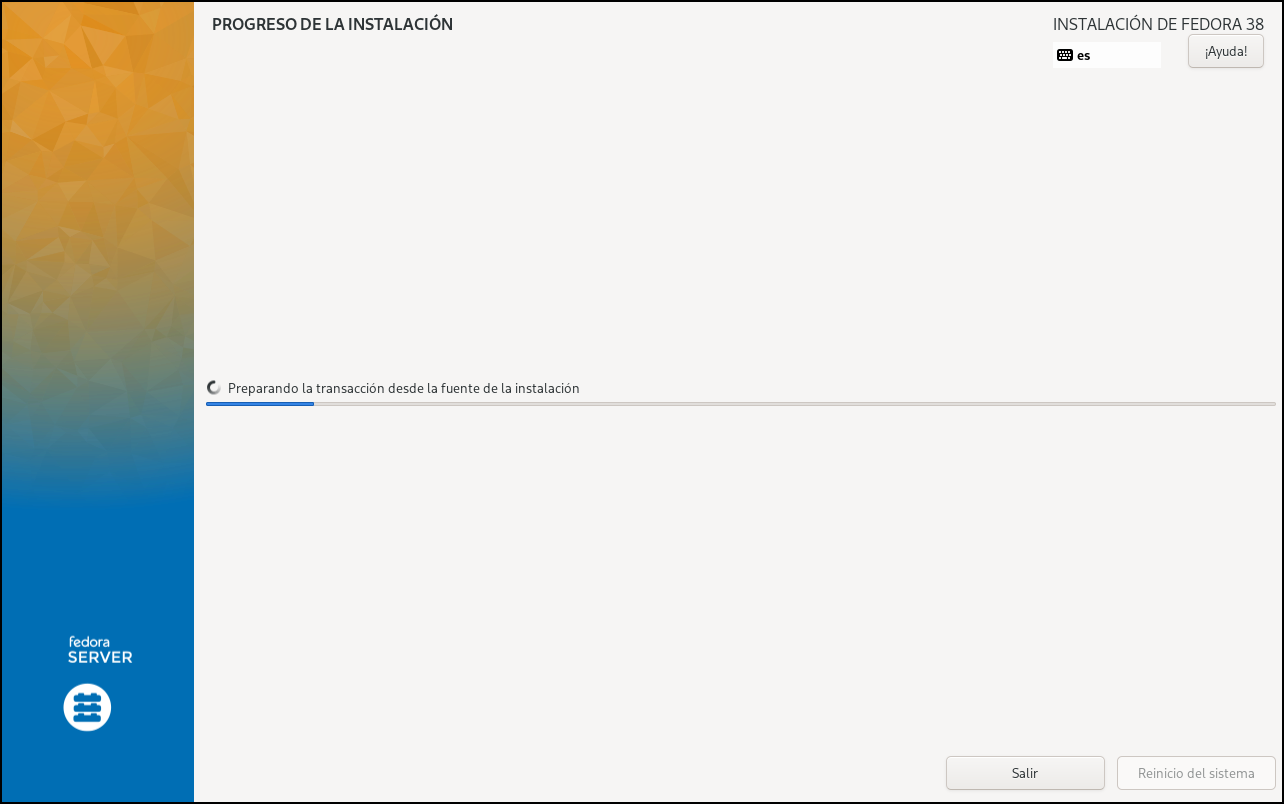 PROGRESO DE LA INSTALACIÓN
INSTALACIÓN DE FEDORA 38
es
¡Ayuda!
Preparando la transacción desde la fuente de la instalación
fedora
SERVER
Salir
Reinicio del sistema